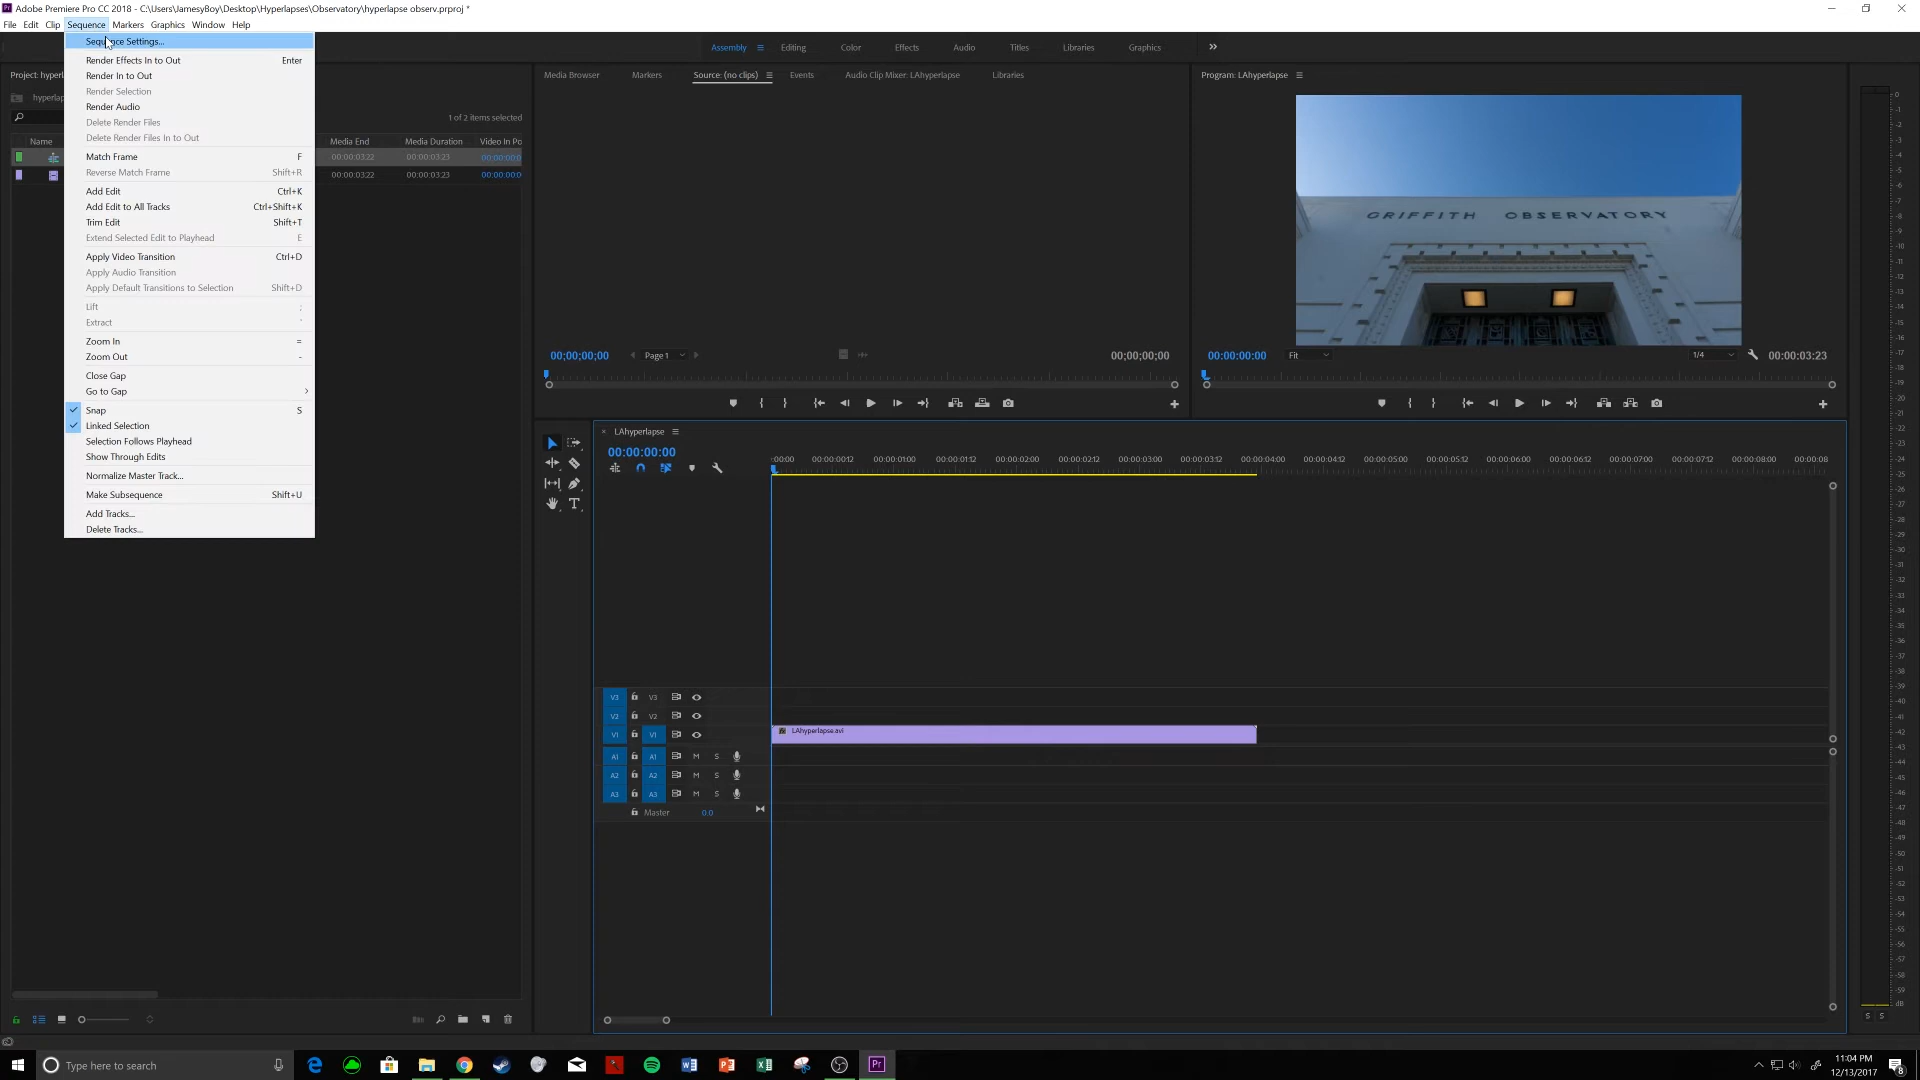 Adobe Premiere Pro CC 2018 - C:\Users\JamesyBoy\Desktop\Hyperlapses\Observatory\hyperlapse observ.prproj *
File Edit Clip Sequence Markers Graphics Window Help
Sequence Settings...
Render Effects In to Out Enter
Render In to Out
Render Selection
Render Audio
Delete Render Files
Delete Render Files In to Out
Match Frame F
Reverse Match Frame Shift+R
Add Edit Ctrl+K
Add Edit to All Tracks Ctrl+Shift+K
Trim Edit Shift+T
Extend Selected Edit to Playhead E
Apply Video Transition Ctrl+D
Apply Audio Transition
Apply Default Transitions to Selection Shift+D
Lift ;
Extract '
Zoom In =
Zoom Out -
Close Gap
Go to Gap
Snap S
Linked Selection
Selection Follows Playhead
Show Through Edits
Normalize Master Track...
Make Subsequence Shift+U
Add Tracks...
Delete Tracks...
Assembly Editing Color Effects Audio Titles Libraries Graphics
Project: hyperl
hyperlap
1 of 2 items selected
Name Media End Media Duration Video In Po
00:00:03:22 00:00:03:23 00:00:00:0
00:00:03:22 00:00:03:23 00:00:00:0
Media Browser Markers Source: (no clips) Events Audio Clip Mixer: LAhyperlapse Libraries
00;00;00;00 Page 1 00;00;00;00
Program: LAhyperlapse
GRIFFITH OBSERVATORY
00:00:00:00 Fit 1/4 00:00:03:23
LAhyperlapse
00:00:00:00
:00:00 00:00:00:12 00:00:01:00 00:00:01:12 00:00:02:00 00:00:02:12 00:00:03:00 00:00:03:12 00:00:04:00 00:00:04:12 00:00:05:00 00:00:05:12 00:00:06:00 00:00:06:12 00:00:07:00 00:00:07:12 00:00:08:00 00:00:08
V3 V3
V2 V2
V1 V1 LAhyperlapse.avi
A1 A1 M S
A2 A2 M S
A3 A3 M S
Master 0.0
S S
Type here to search
11:04 PM
12/13/2017
8